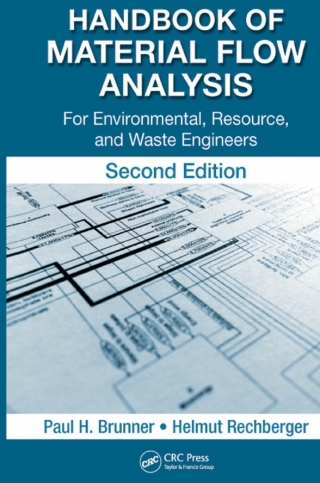 HANDBOOK OF
MATERIAL FLOW
ANALYSIS
For Environmental, Resource,
and Waste Engineers
Second Edition
Paul H. Brunner • Helmut Rechberger
CRC
CRC Press
Taylor & Francis Group